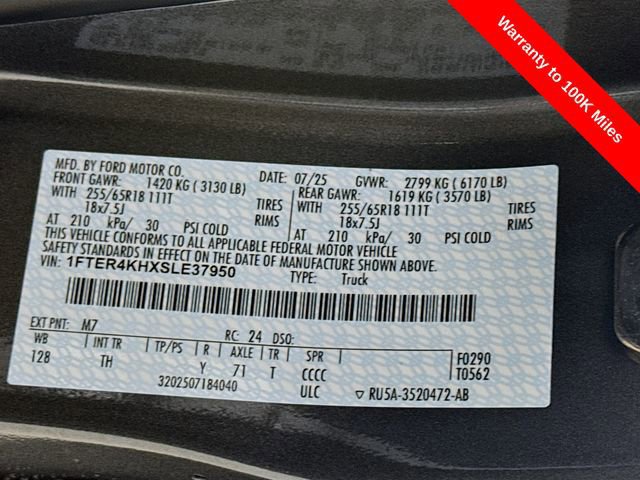 Warranty to 100K Miles
MFD. BY FORD MOTOR CO. DATE: 07/25 GVWR: 2799 KG ( 6170 LB)
FRONT GAWR: 1420 KG ( 3130 LB) REAR GAWR: 1619 KG ( 3570 LB)
WITH 255/65R18 111T TIRES WITH 255/65R18 111T TIRES
18x7.5J RIMS 18x7.5J RIMS
AT 210 kPa/ 30 PSI COLD AT 210 kPa/ 30 PSI COLD
THIS VEHICLE CONFORMS TO ALL APPLICABLE FEDERAL MOTOR VEHICLE
SAFETY STANDARDS IN EFFECT ON THE DATE OF MANUFACTURE SHOWN ABOVE.
VIN: 1FTER4KHXSLE37950 TYPE: Truck
EXT PNT: M7 RC: 24 DSO:
WB INT TR TP/PS R AXLE TR SPR F0290
128 TH Y 71 T CCCC T0562
3202507184040 ULC ▽ RU5A-3520472-AB